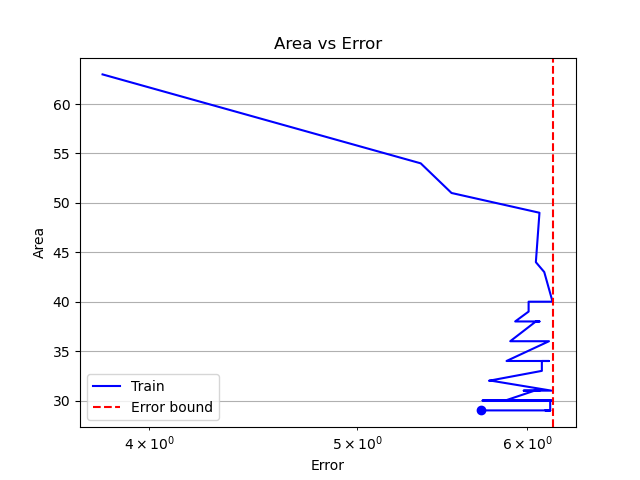 Area vs Error
Area
60
55
50
45
40
35
30
Train
Error bound
4 × 10⁰
5 × 10⁰
6 × 10⁰
Error